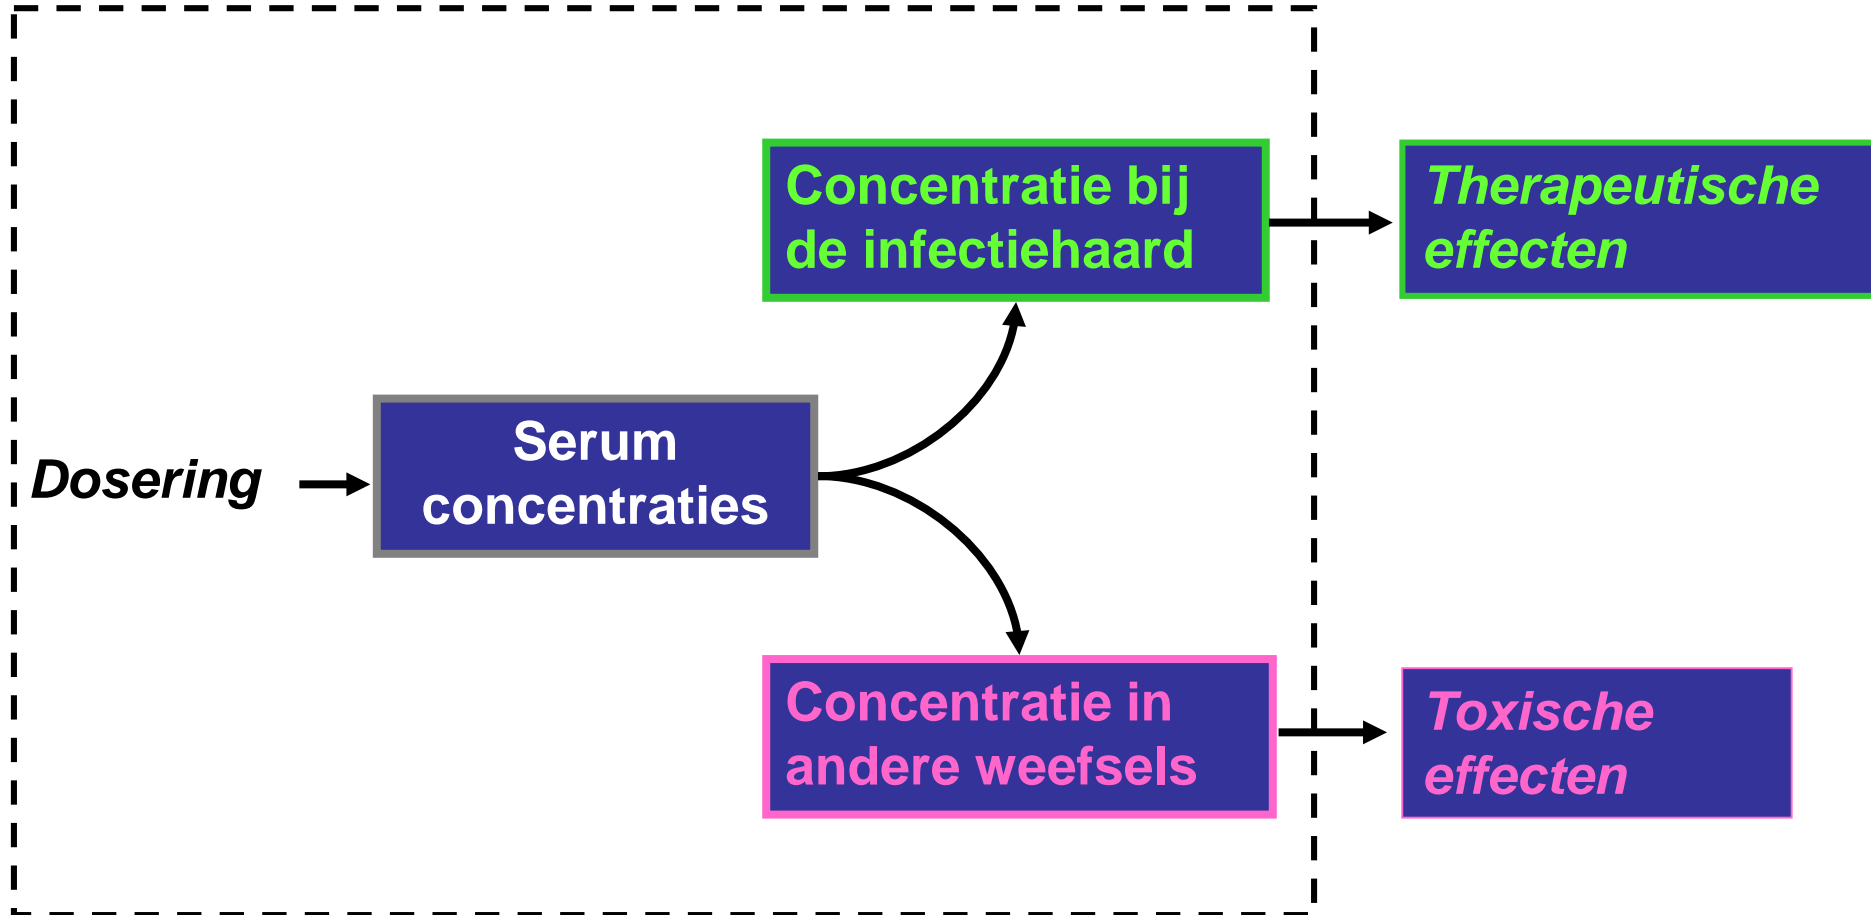 Concentratie bij
de infectiehaard
Therapeutische
effecten
Dosering
Serum
concentraties
Concentratie in
andere weefsels
Toxische
effecten